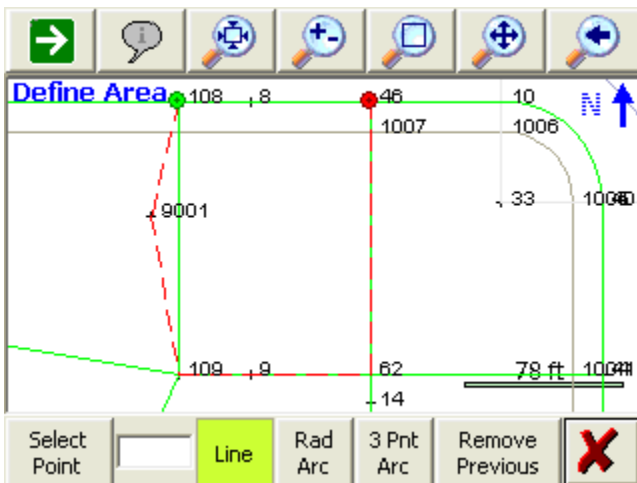 Define Area
108 8 46 10 N
1007 1006
9001 33
109 9 62 78 ft
14
Select Point
Line
Rad Arc
3 Pnt Arc
Remove Previous